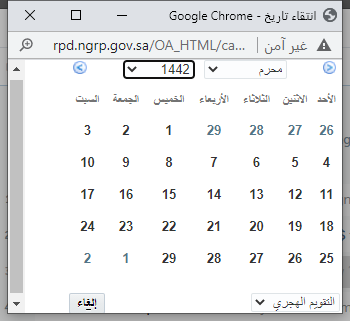 انتقاء تاريخ - Google Chrome
غير آمن rpd.ngrp.gov.sa/OA_HTML/ca...
محرم 1442
الأحد الاثنين الثلاثاء الأربعاء الخميس الجمعة السبت
26 27 28 29 1 2 3
4 5 6 7 8 9 10
11 12 13 14 15 16 17
18 19 20 21 22 23 24
25 26 27 28 29 1 2
التقويم الهجري إلغاء